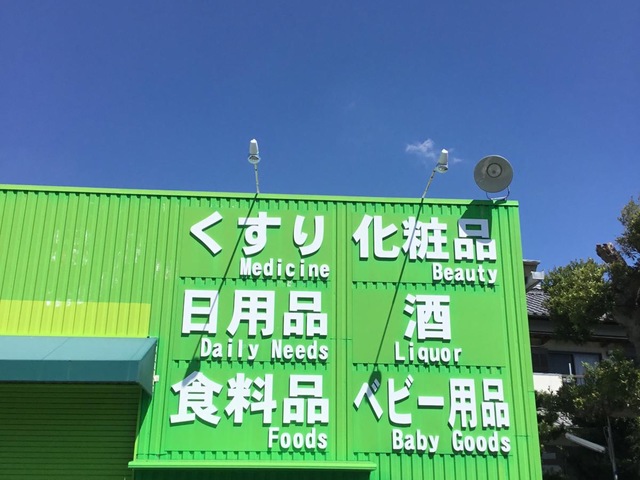 くすり
Medicine
化粧品
Beauty
日用品
Daily Needs
酒
Liquor
食料品
Foods
ベビー用品
Baby Goods